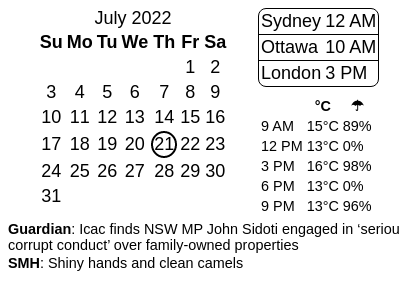 July 2022
Su Mo Tu We Th Fr Sa
1 2
3 4 5 6 7 8 9
10 11 12 13 14 15 16
17 18 19 20 21 22 23
24 25 26 27 28 29 30
31
Sydney 12 AM
Ottawa 10 AM
London 3 PM
°C ☂
9 AM 15°C 89%
12 PM 13°C 0%
3 PM 16°C 98%
6 PM 13°C 0%
9 PM 13°C 96%
Guardian: Icac finds NSW MP John Sidoti engaged in ‘seriou
corrupt conduct’ over family-owned properties
SMH: Shiny hands and clean camels